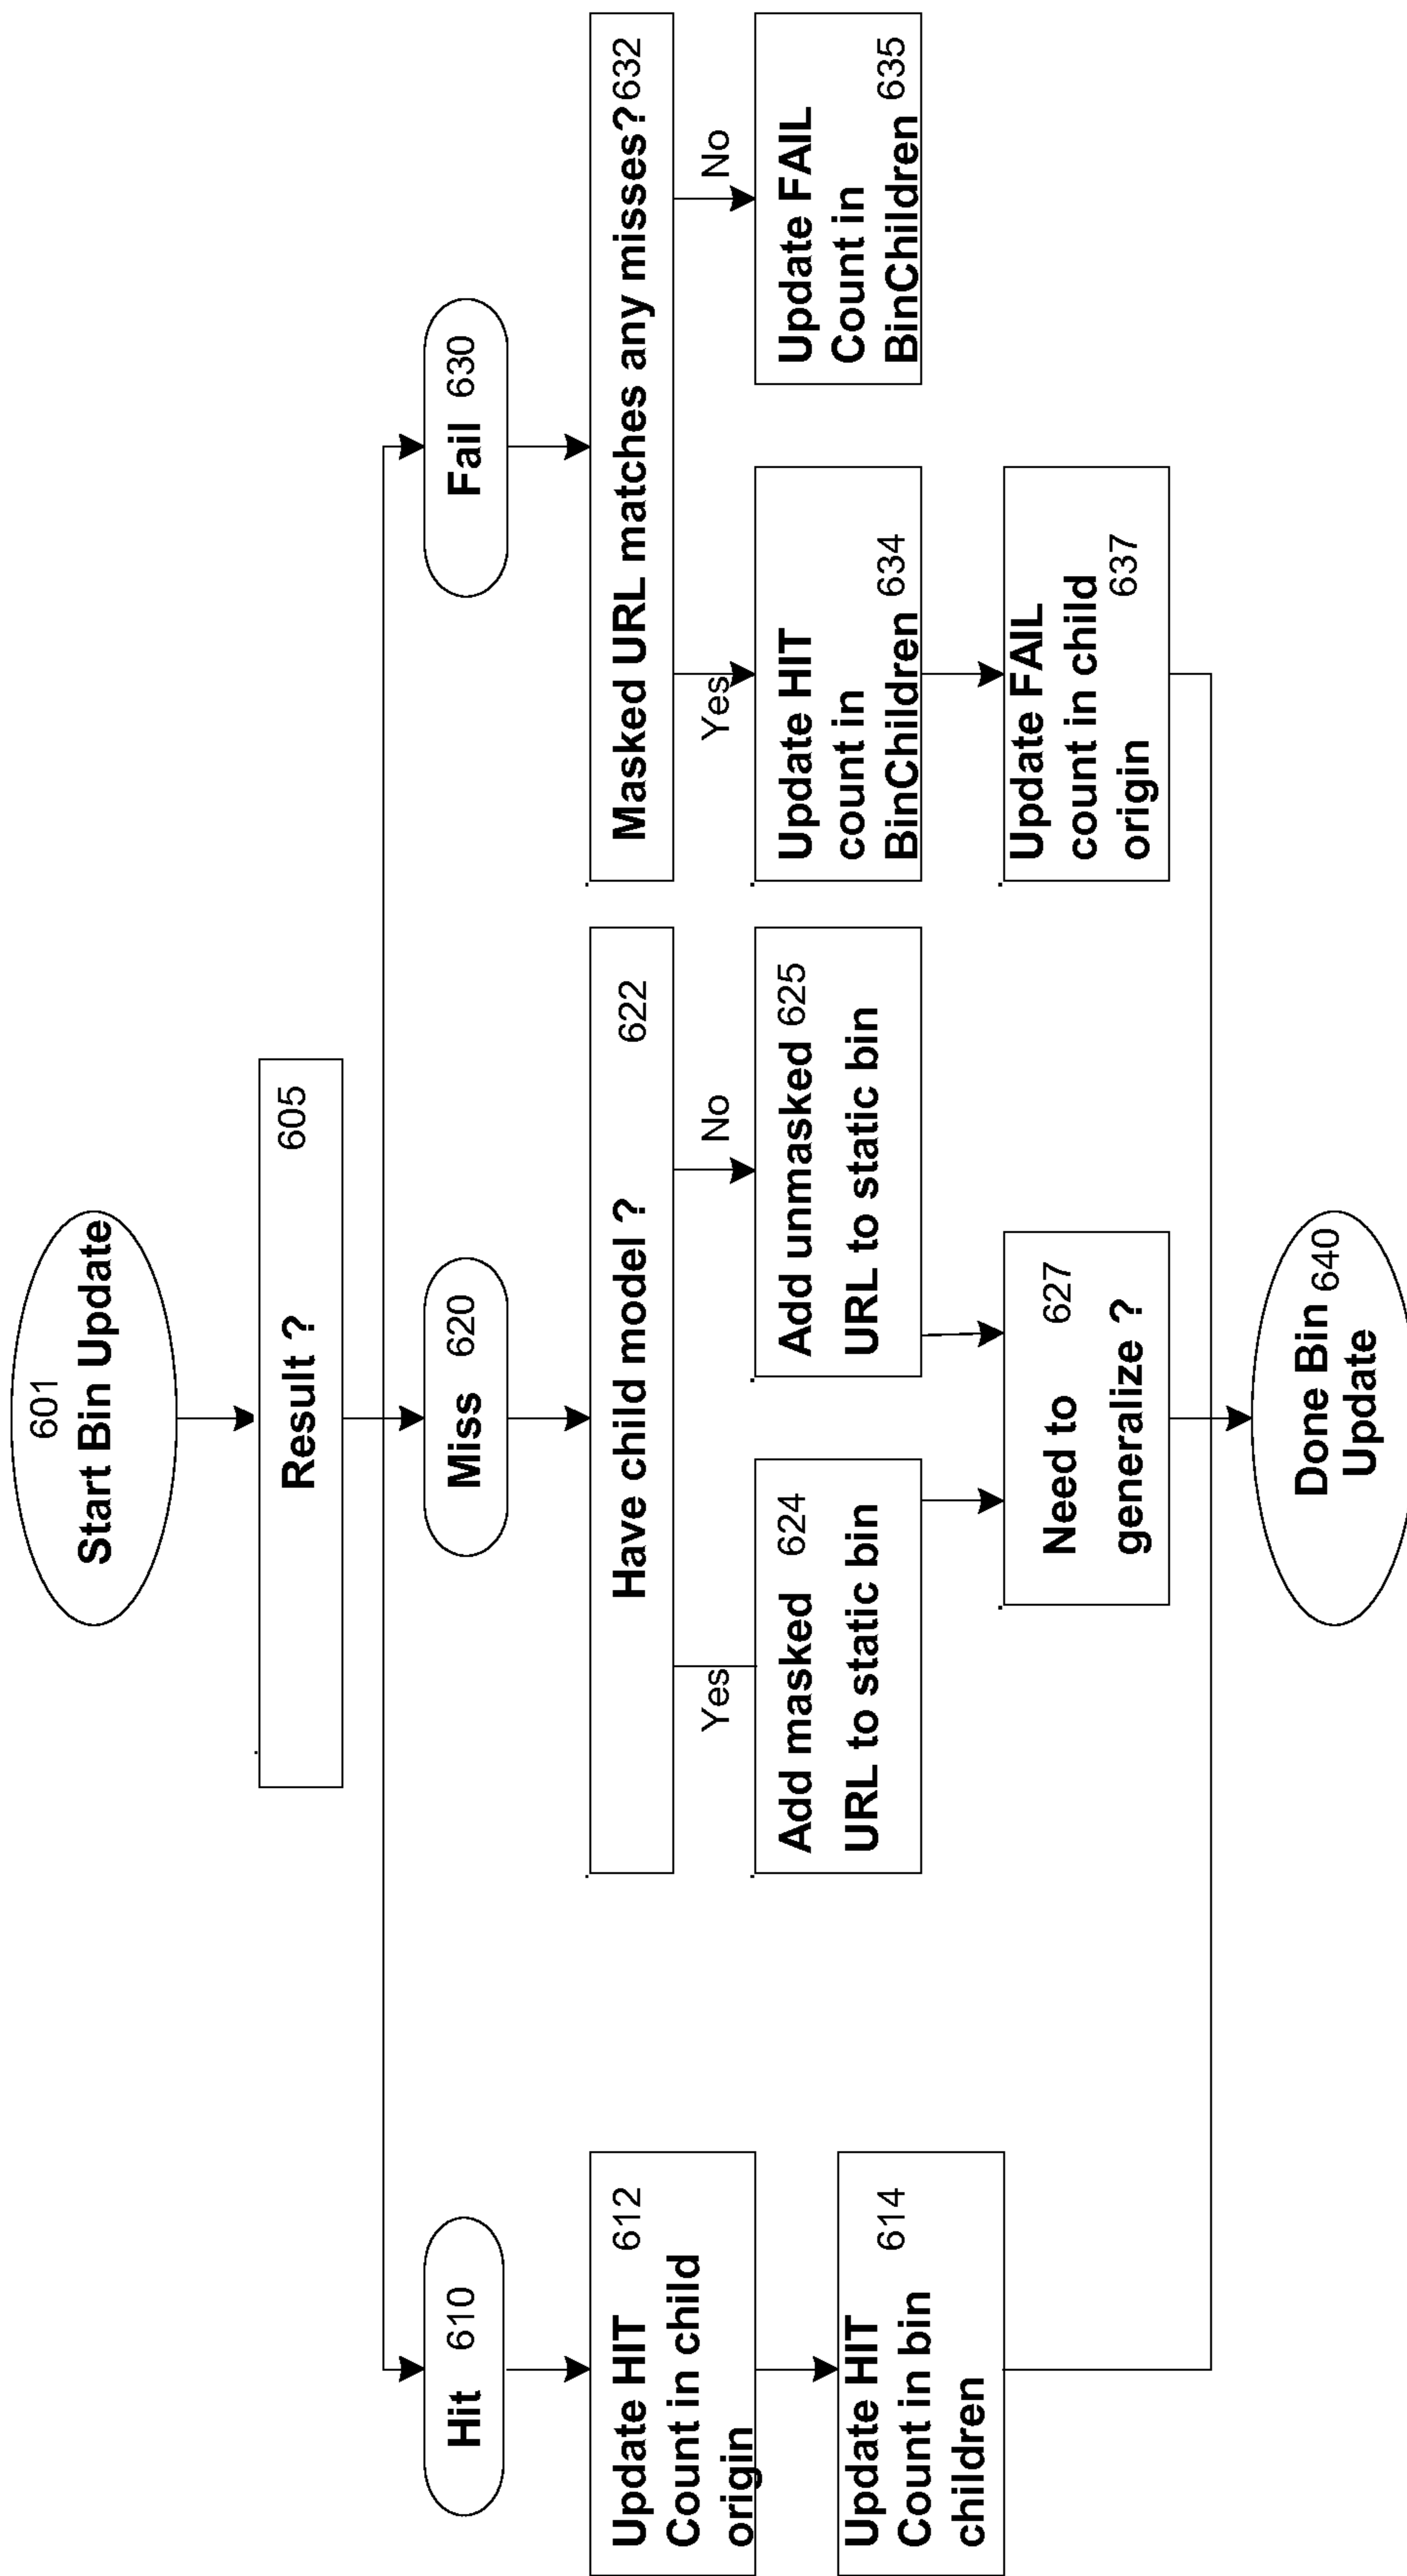 601
Start Bin Update
Result ? 605
Hit 610
Miss 620
Fail 630
Update HIT 612
Count in child
origin
Update HIT
Count in bin 614
children
Have child model ? 622
Yes
No
Add masked 624
URL to static bin
Add unmasked 625
URL to static bin
Need to 627
generalize ?
Masked URL matches any misses? 632
Yes
No
Update HIT
count in
BinChildren 634
Update FAIL
Count in
BinChildren 635
Update FAIL
count in child
origin 637
Done Bin 640
Update